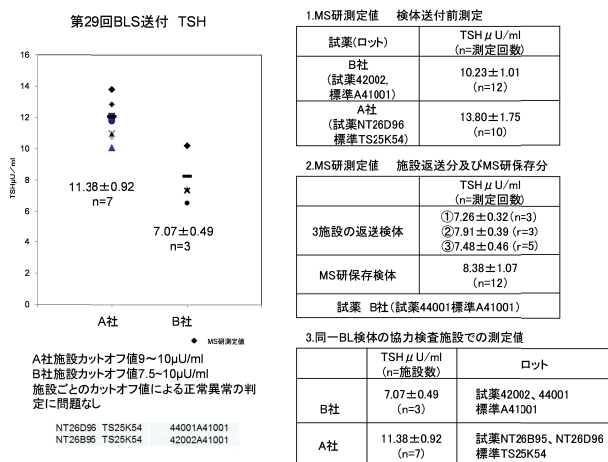 第29回BLS送付 TSH
16
14
12
10
8
6
4
2
0
TSHμU/ml
11.38±0.92
n=7
7.07±0.49
n=3
A社
B社
◆ MS研測定値
A社施設カットオフ値9～10μU/ml
B社施設カットオフ値7.5~10μU/ml
施設ごとのカットオフ値による正常異常の判
定に問題なし
NT26D96 TS25K54 44001A41001
NT26B95 TS25K54 42002A41001
1.MS研測定値 検体送付前測定
試薬(ロット)
TSHμU/ml
(n=測定回数)
B社
(試薬42002,
標準A41001)
10.23±1.01
(n=12)
A社
(試薬NT26D96
標準TS25K54)
13.80±1.75
(n=10)
2.MS研測定値 施設返送分及びMS研保存分
TSHμU/ml
(n=測定回数)
3施設の返送検体
①7.26±0.32(n=3)
②7.91±0.39 (r=3)
③7.48±0.46 (r=5)
MS研保存検体
8.38±1.07
(n=12)
試薬 B社(試薬44001標準A41001)
3.同一BL検体の協力検査施設での測定値
TSHμU/ml
(n=施設数)
ロット
B社
7.07±0.49
(n=3)
試薬42002、44001
標準A41001
A社
11.38±0.92
(n=7)
試薬NT26B95、NT26D96
標準TS25K54